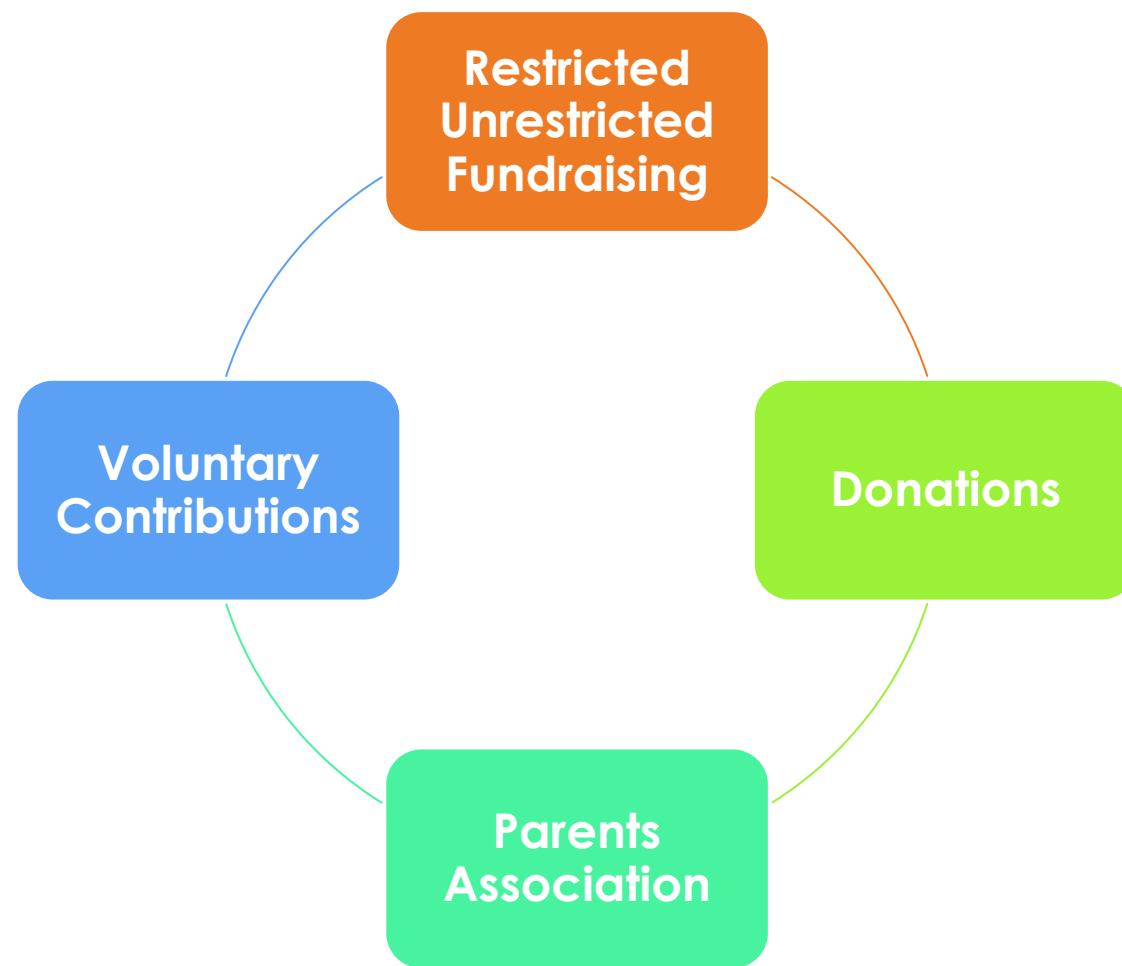 Restricted
Unrestricted
Fundraising
Voluntary
Contributions
Donations
Parents
Association